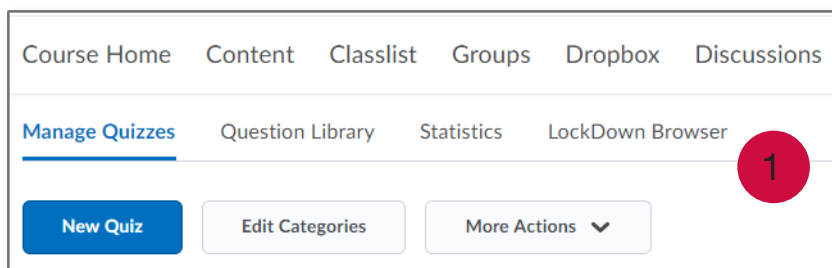 Course Home Content Classlist Groups Dropbox Discussions
Manage Quizzes Question Library Statistics LockDown Browser
1
New Quiz Edit Categories More Actions